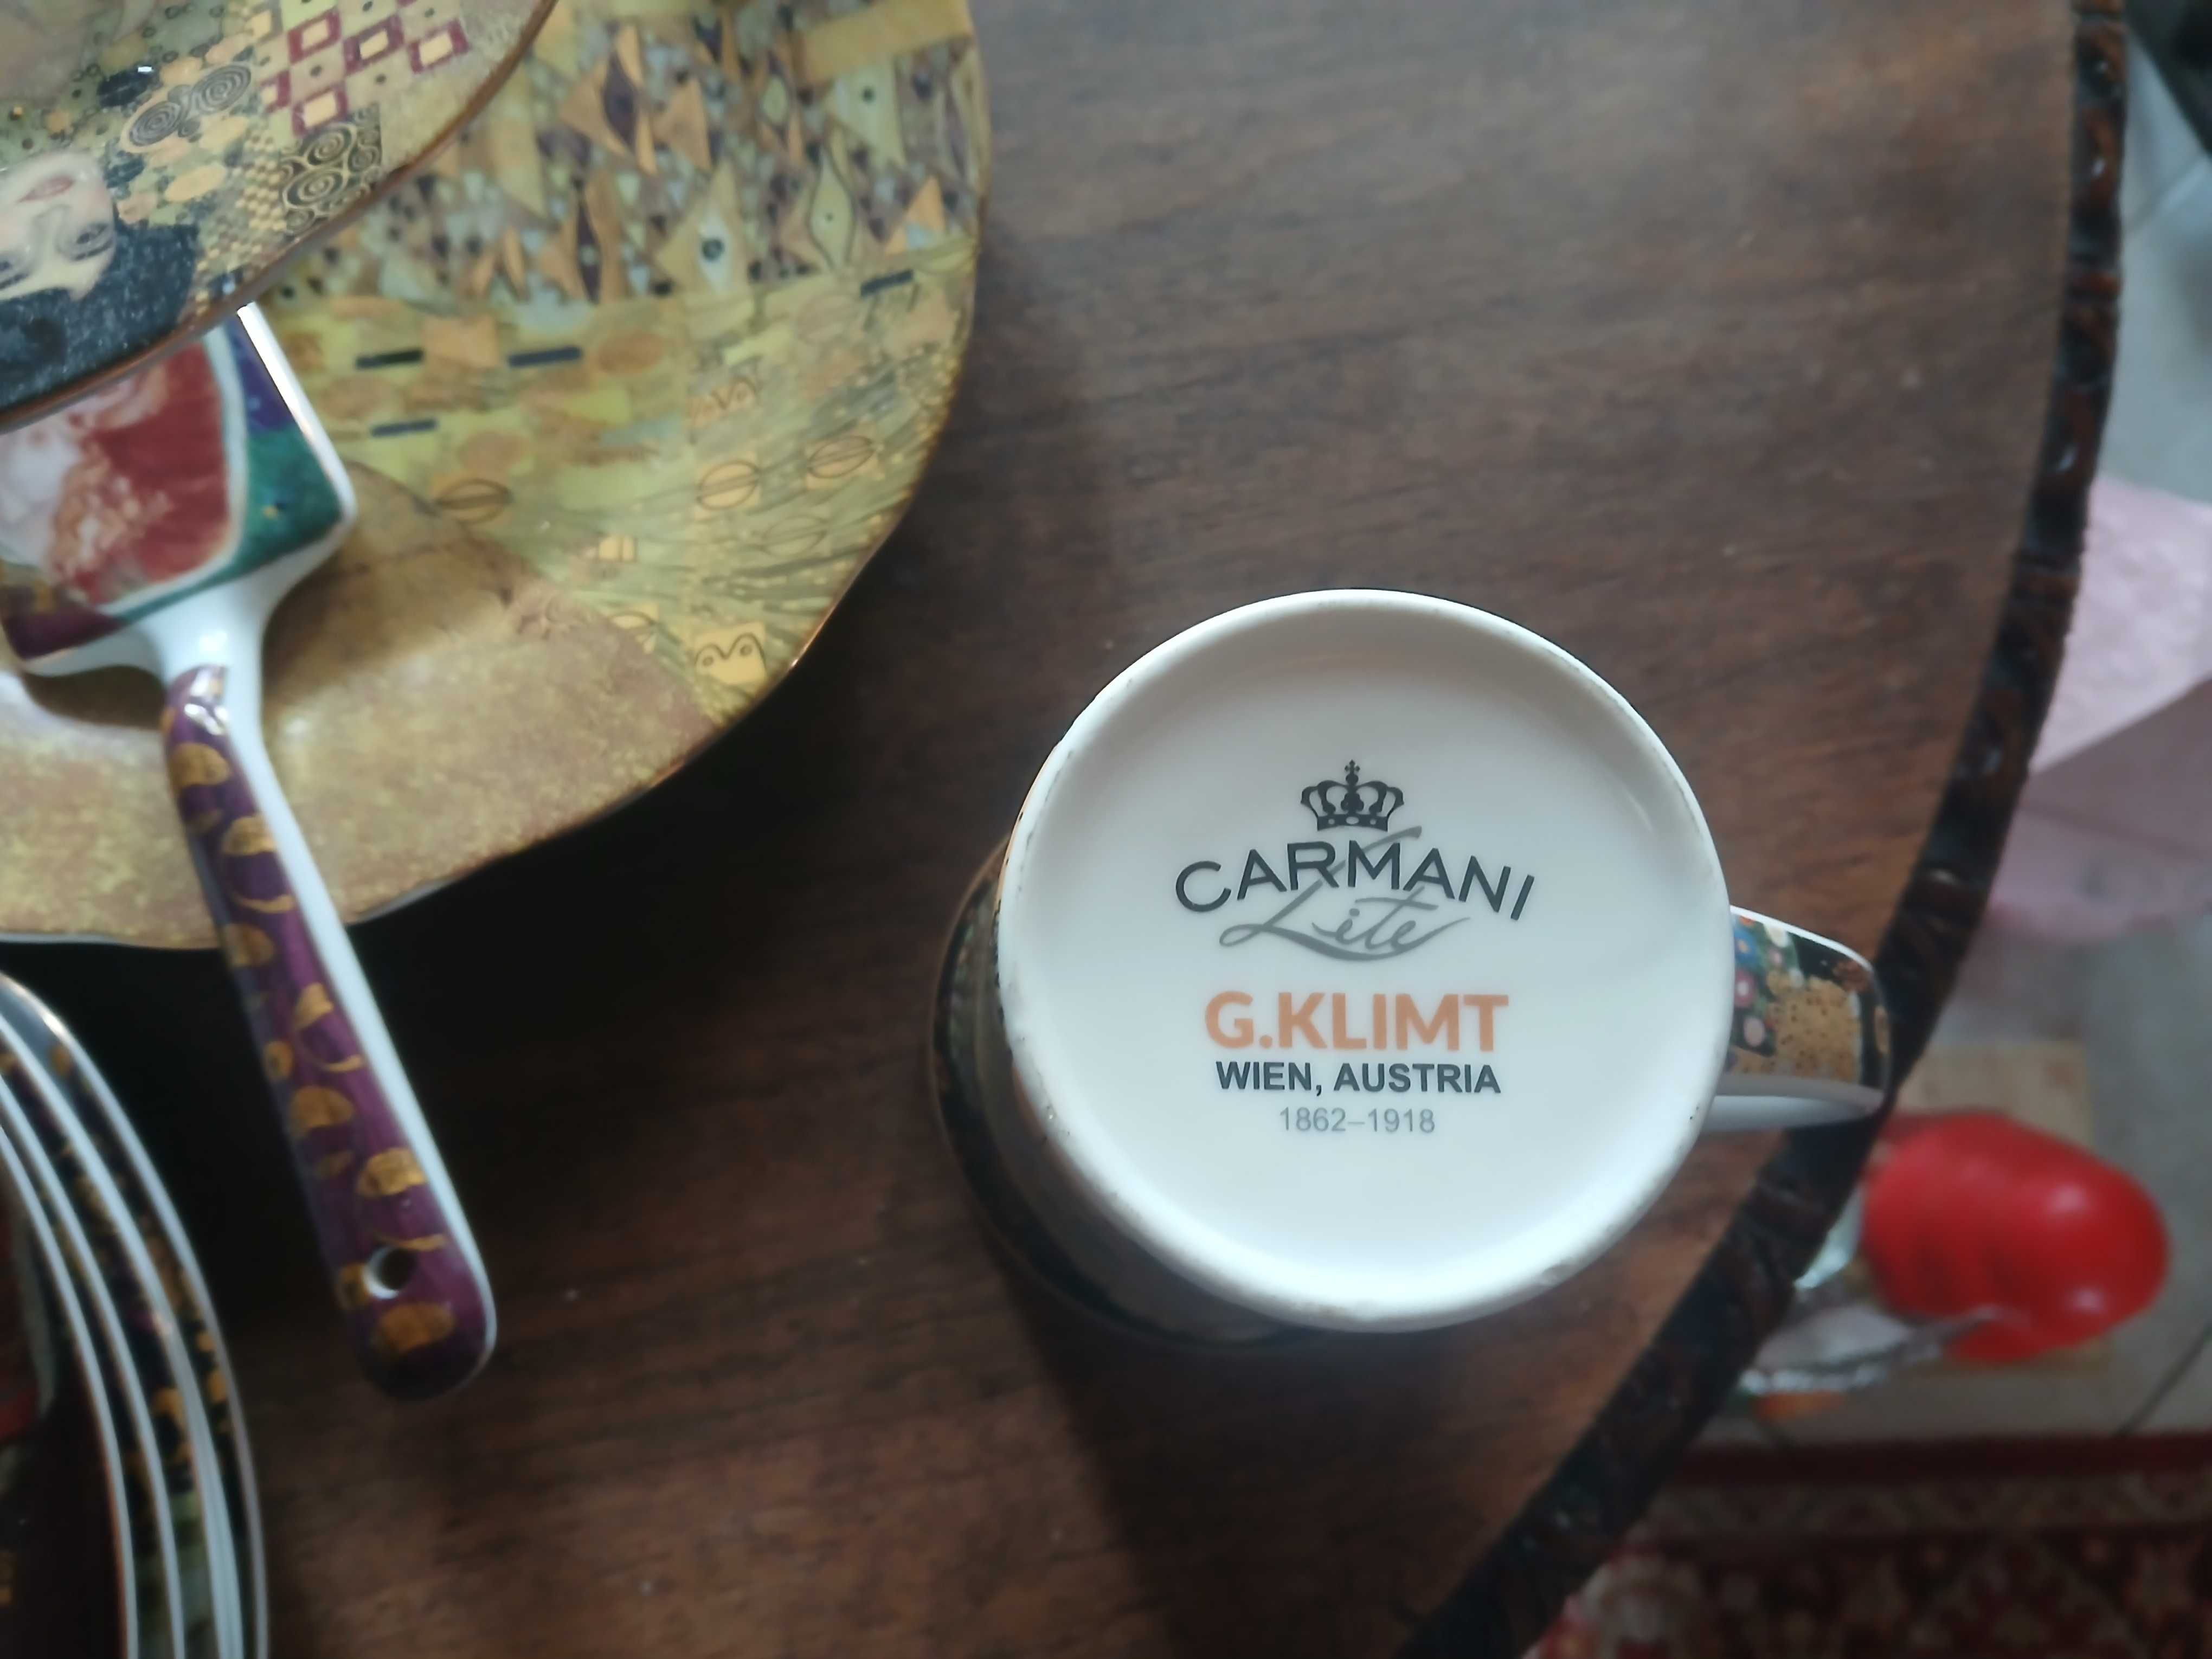 CARMANI
Lite
G.KLIMT
WIEN, AUSTRIA
1862–1918